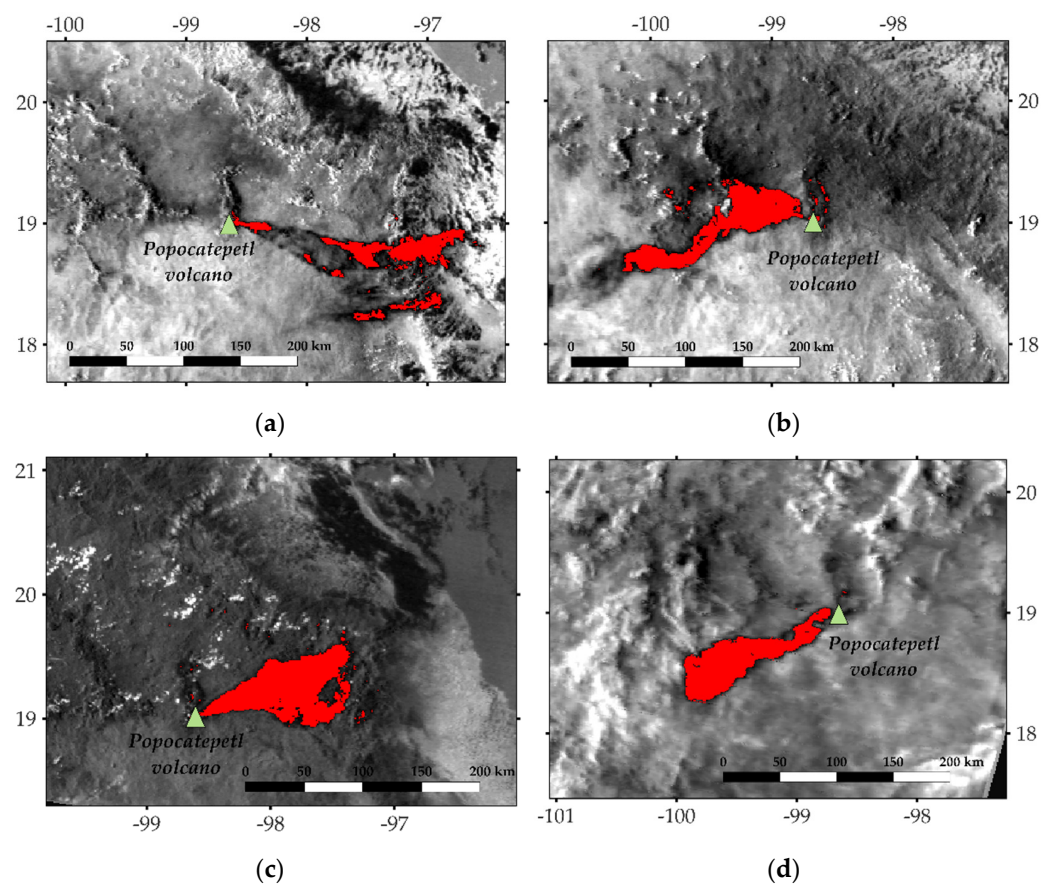 -100 -99 -98 -97
20
19
18
Popocatepetl
volcano
0 50 100 150 200 km
(a)
-100 -99 -98
20
19
18
Popocatepetl
volcano
0 50 100 150 200 km
(b)
21
20
19
Popocatepetl
volcano
0 50 100 150 200 km
-99 -98 -97
(c)
20
19
18
Popocatepetl
volcano
0 50 100 150 200 km
-101 -100 -99 -98
(d)